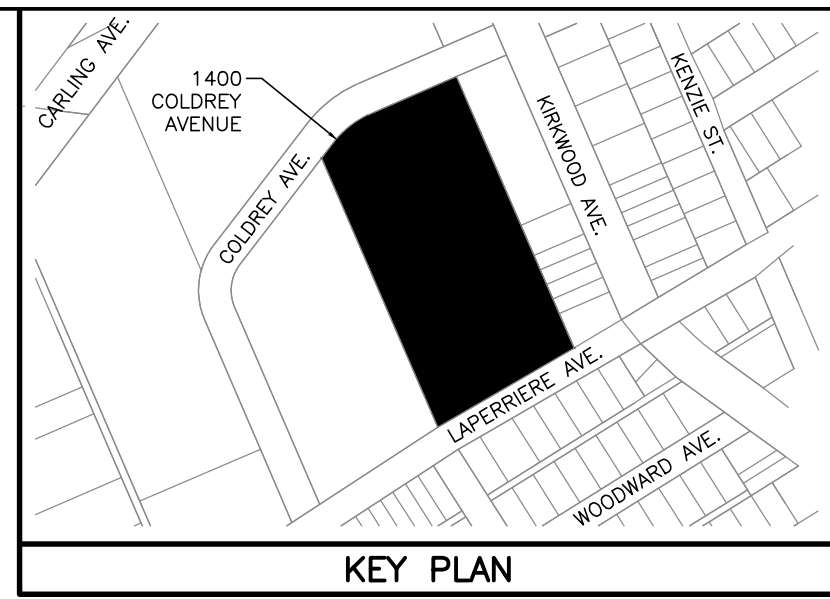 CARLING AVE.
1400
COLDREY
AVENUE
COLDREY AVE.
KIRKWOOD AVE.
KENZIE ST.
LAPERRIERE AVE.
WOODWARD AVE.
KEY PLAN